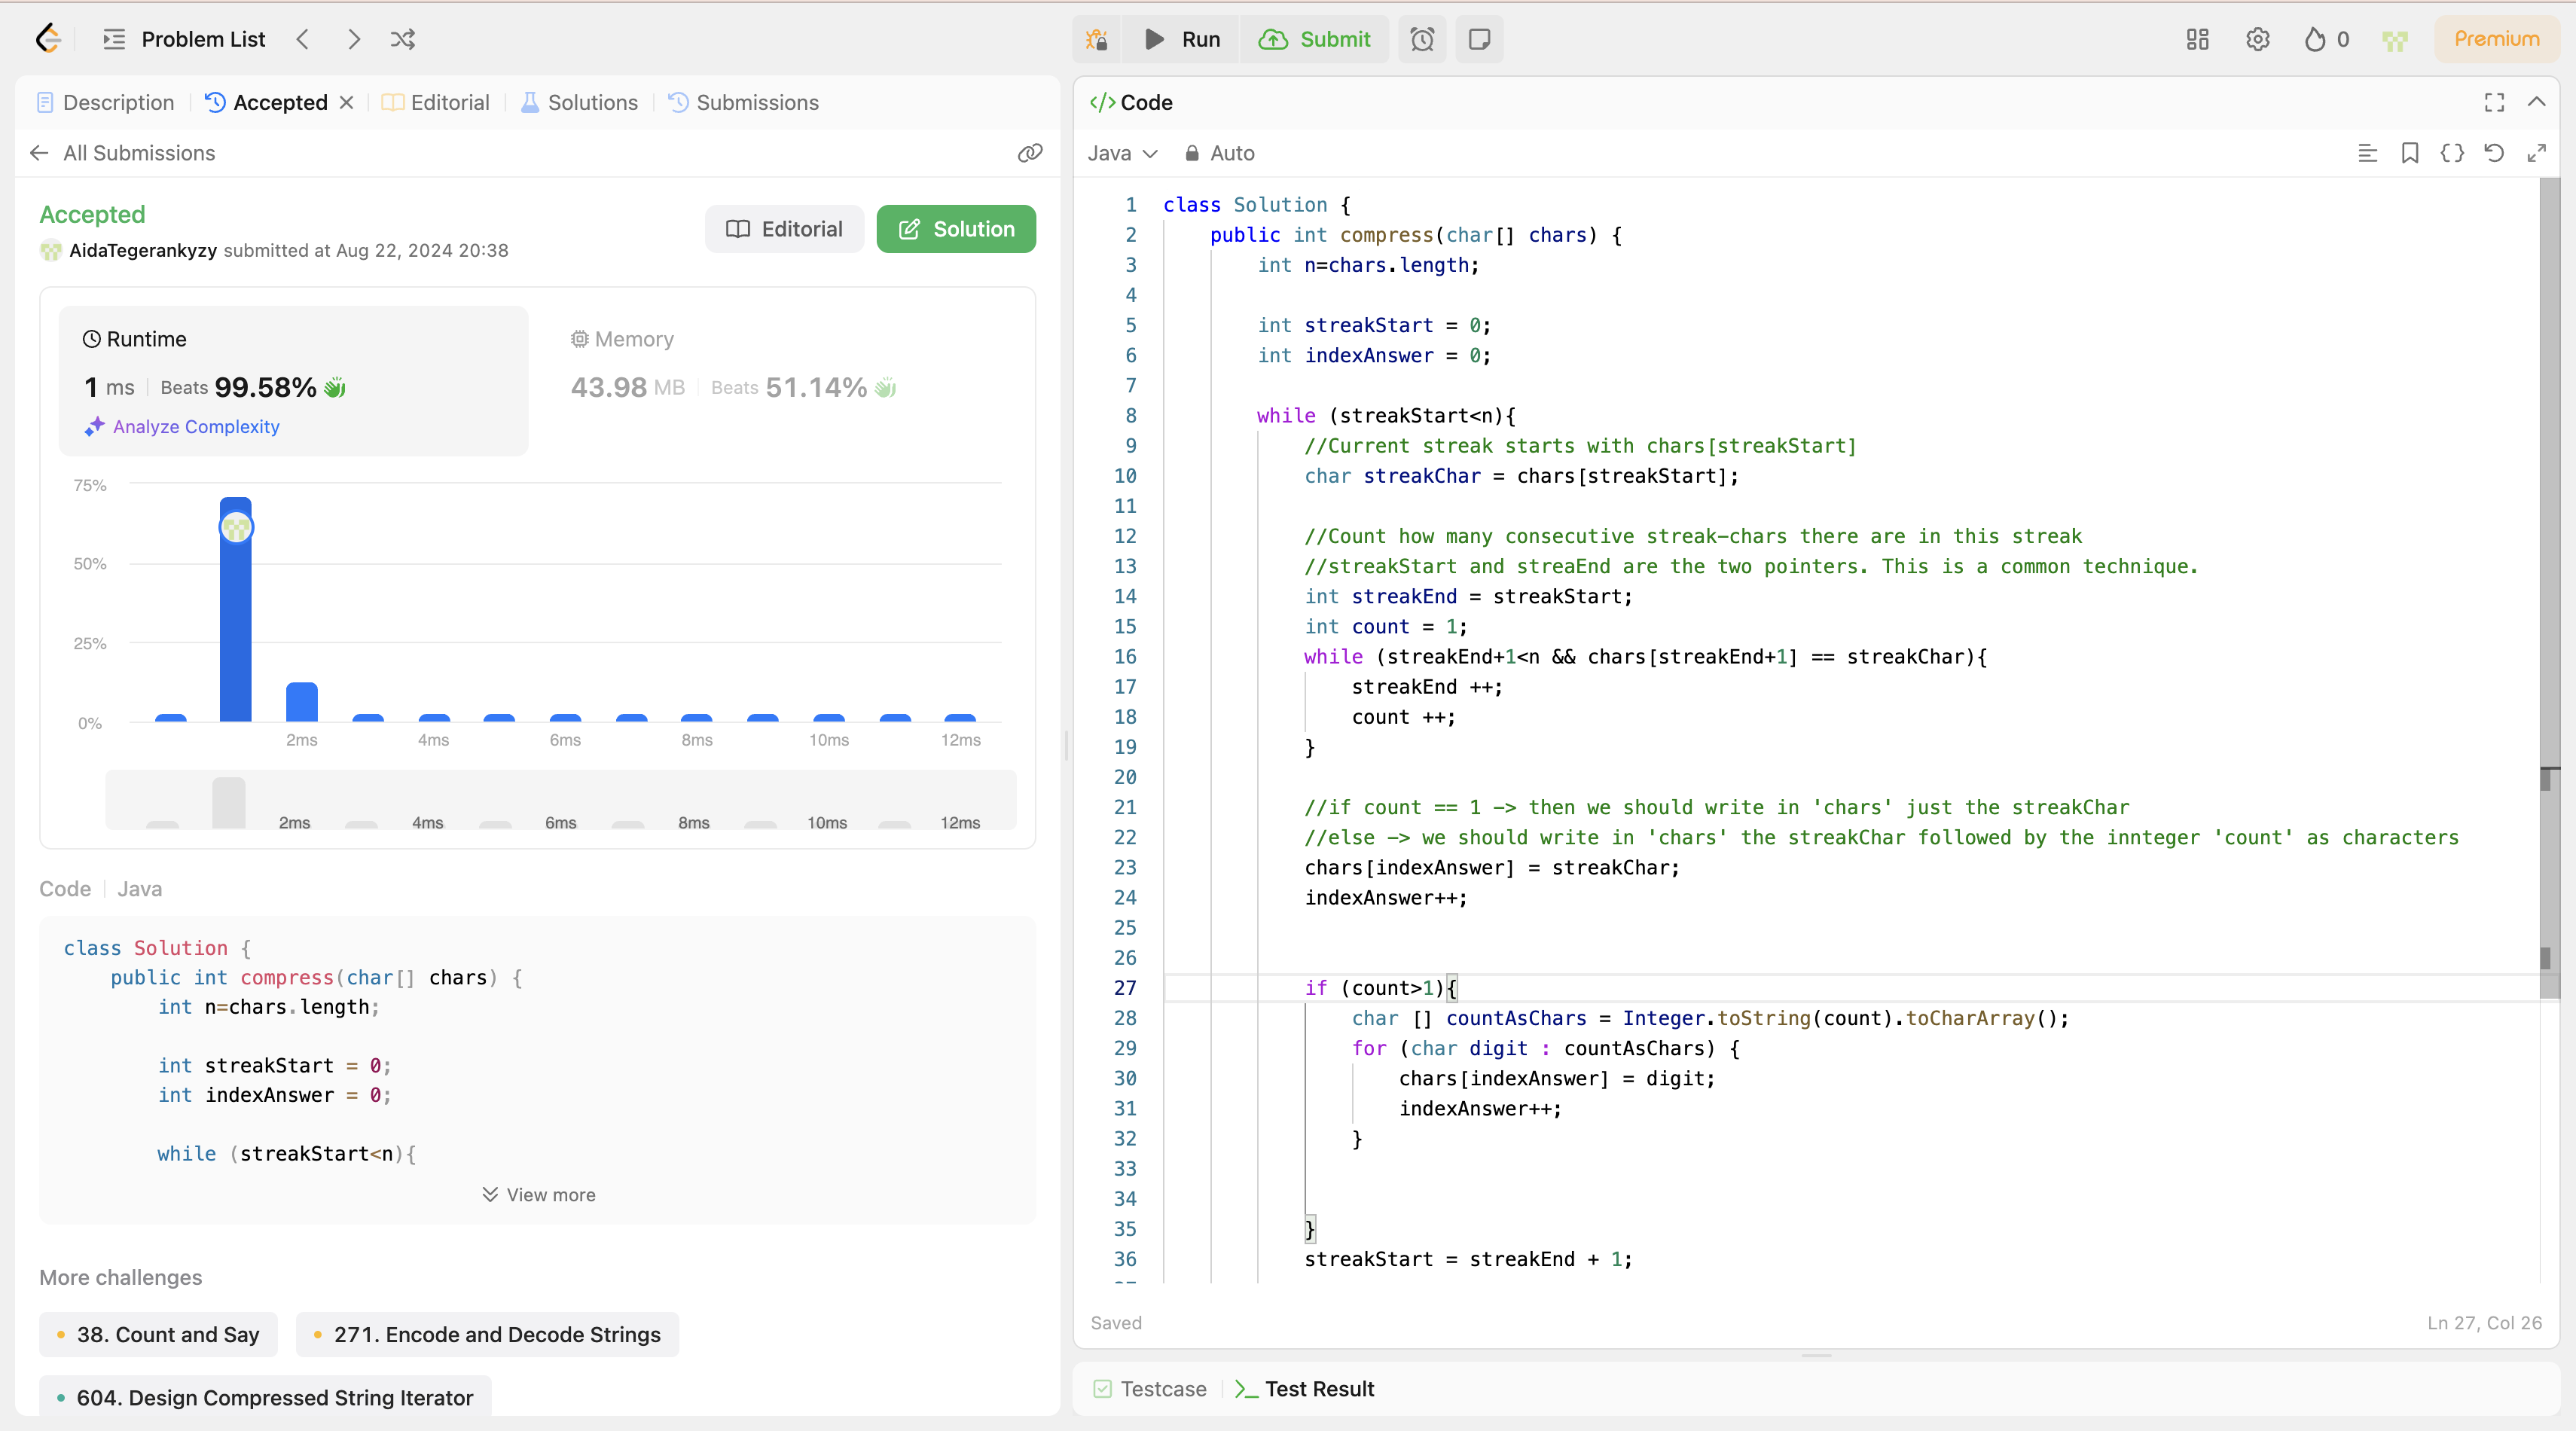 Problem List
Run
Submit
0
Premium
Description
Accepted
Editorial
Solutions
Submissions
All Submissions
Accepted
AidaTegerankyzy submitted at Aug 22, 2024 20:38
Editorial
Solution
Runtime
1 ms
Beats 99.58%
Analyze Complexity
Memory
43.98 MB
Beats 51.14%
75%
50%
25%
0%
2ms 4ms 6ms 8ms 10ms 12ms
2ms 4ms 6ms 8ms 10ms 12ms
Code
Java
class Solution {
    public int compress(char[] chars) {
        int n=chars.length;
        int streakStart = 0;
        int indexAnswer = 0;
        while (streakStart<n){
View more
More challenges
38. Count and Say
271. Encode and Decode Strings
604. Design Compressed String Iterator
</> Code
Java
Auto
1 class Solution {
2     public int compress(char[] chars) {
3         int n=chars.length;
4
5         int streakStart = 0;
6         int indexAnswer = 0;
7
8         while (streakStart<n){
9             //Current streak starts with chars[streakStart]
10             char streakChar = chars[streakStart];
11
12             //Count how many consecutive streak-chars there are in this streak
13             //streakStart and streaEnd are the two pointers. This is a common technique.
14             int streakEnd = streakStart;
15             int count = 1;
16             while (streakEnd+1<n && chars[streakEnd+1] == streakChar){
17                 streakEnd ++;
18                 count ++;
19             }
20
21             //if count == 1 -> then we should write in 'chars' just the streakChar
22             //else -> we should write in 'chars' the streakChar followed by the innteger 'count' as characters
23             chars[indexAnswer] = streakChar;
24             indexAnswer++;
25
26
27             if (count>1){
28                 char [] countAsChars = Integer.toString(count).toCharArray();
29                 for (char digit : countAsChars) {
30                     chars[indexAnswer] = digit;
31                     indexAnswer++;
32                 }
33
34
35             }
36             streakStart = streakEnd + 1;
Saved
Ln 27, Col 26
Testcase
Test Result